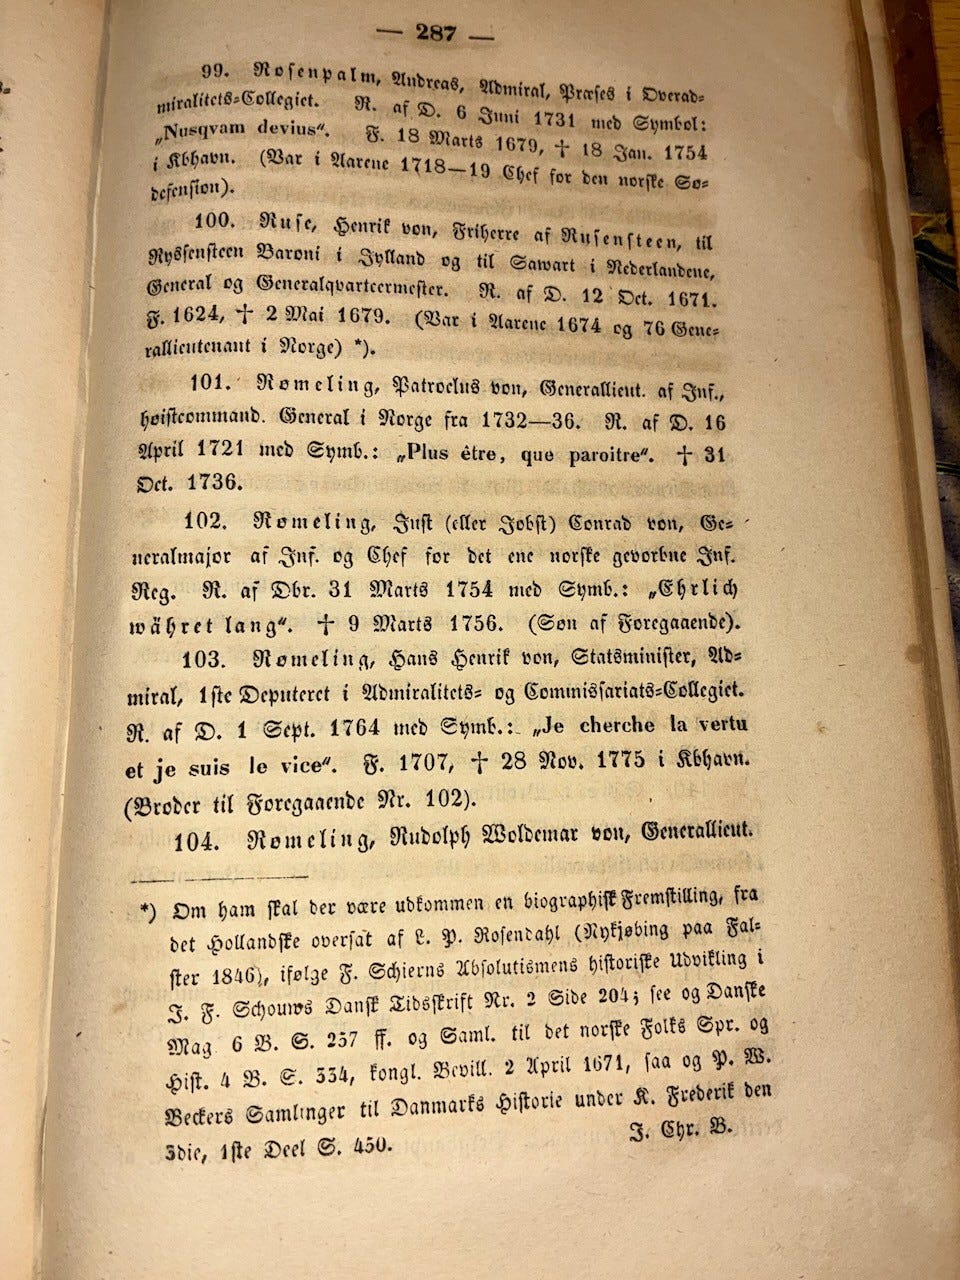 — 287 —
99. Rosenpalm, Andreas, Admiral, Præses i Overad-
miralitets-Collegiet. R. af D. 6 Juni 1731 med Symbol:
„Nusqvam devius“. F. 18 Marts 1679, † 18 Jan. 1754
i Kbhavn. (Var i Aarene 1718—19 Chef for den norske Sø-
defension).
100. Ruse, Henrik von, Friherre af Rusensteen, til
Ryssensteen Baroni i Jylland og til Sawart i Nederlandene,
General og Generalqvarteermester. R. af D. 12 Oct. 1671.
F. 1624, † 2 Mai 1679. (Var i Aarene 1674 og 76 Gene-
rallieutenant i Norge) *).
101. Rømeling, Patroclus von, Generallieut. af Inf.,
høistcommand. General i Norge fra 1732—36. R. af D. 16
April 1721 med Symb.: „Plus être, que paroitre“. † 31
Oct. 1736.
102. Rømeling, Just (eller Jobst) Conrad von, Ge-
neralmajor af Inf. og Chef for det ene norske gevorbne Inf.
Reg. R. af Dbr. 31 Marts 1754 med Symb.: „Ehrlich
währet lang“. † 9 Marts 1756. (Søn af Foregaaende).
103. Rømeling, Hans Henrik von, Statsminister, Ad-
miral, 1ste Deputeret i Admiralitets- og Commissariats-Collegiet.
R. af D. 1 Sept. 1764 med Symb.: „Je cherche la vertu
et je suis le vice“. F. 1707, † 28 Nov. 1775 i Kbhavn.
(Broder til Foregaaende Nr. 102).
104. Rømeling, Rudolph Woldemar von, Generallieut.
*) Om ham skal der være udkommen en biographisk Fremstilling, fra
det Hollandske oversat af L. P. Rosendahl (Nykjøbing paa Fal-
ster 1846), ifølge F. Schierns Absolutismens historiske Udvikling i
J. F. Schouws Dansk Tidsskrift Nr. 2 Side 204; see og Danske
Mag 6 B. S. 257 ff. og Saml. til det norske Folks Spr. og
Hist. 4 B. S. 334, kongl. Bevill. 2 April 1671, saa og P. W.
Beckers Samlinger til Danmarks Historie under K. Frederik den
3die, 1ste Deel S. 450.
J. Chr. B.